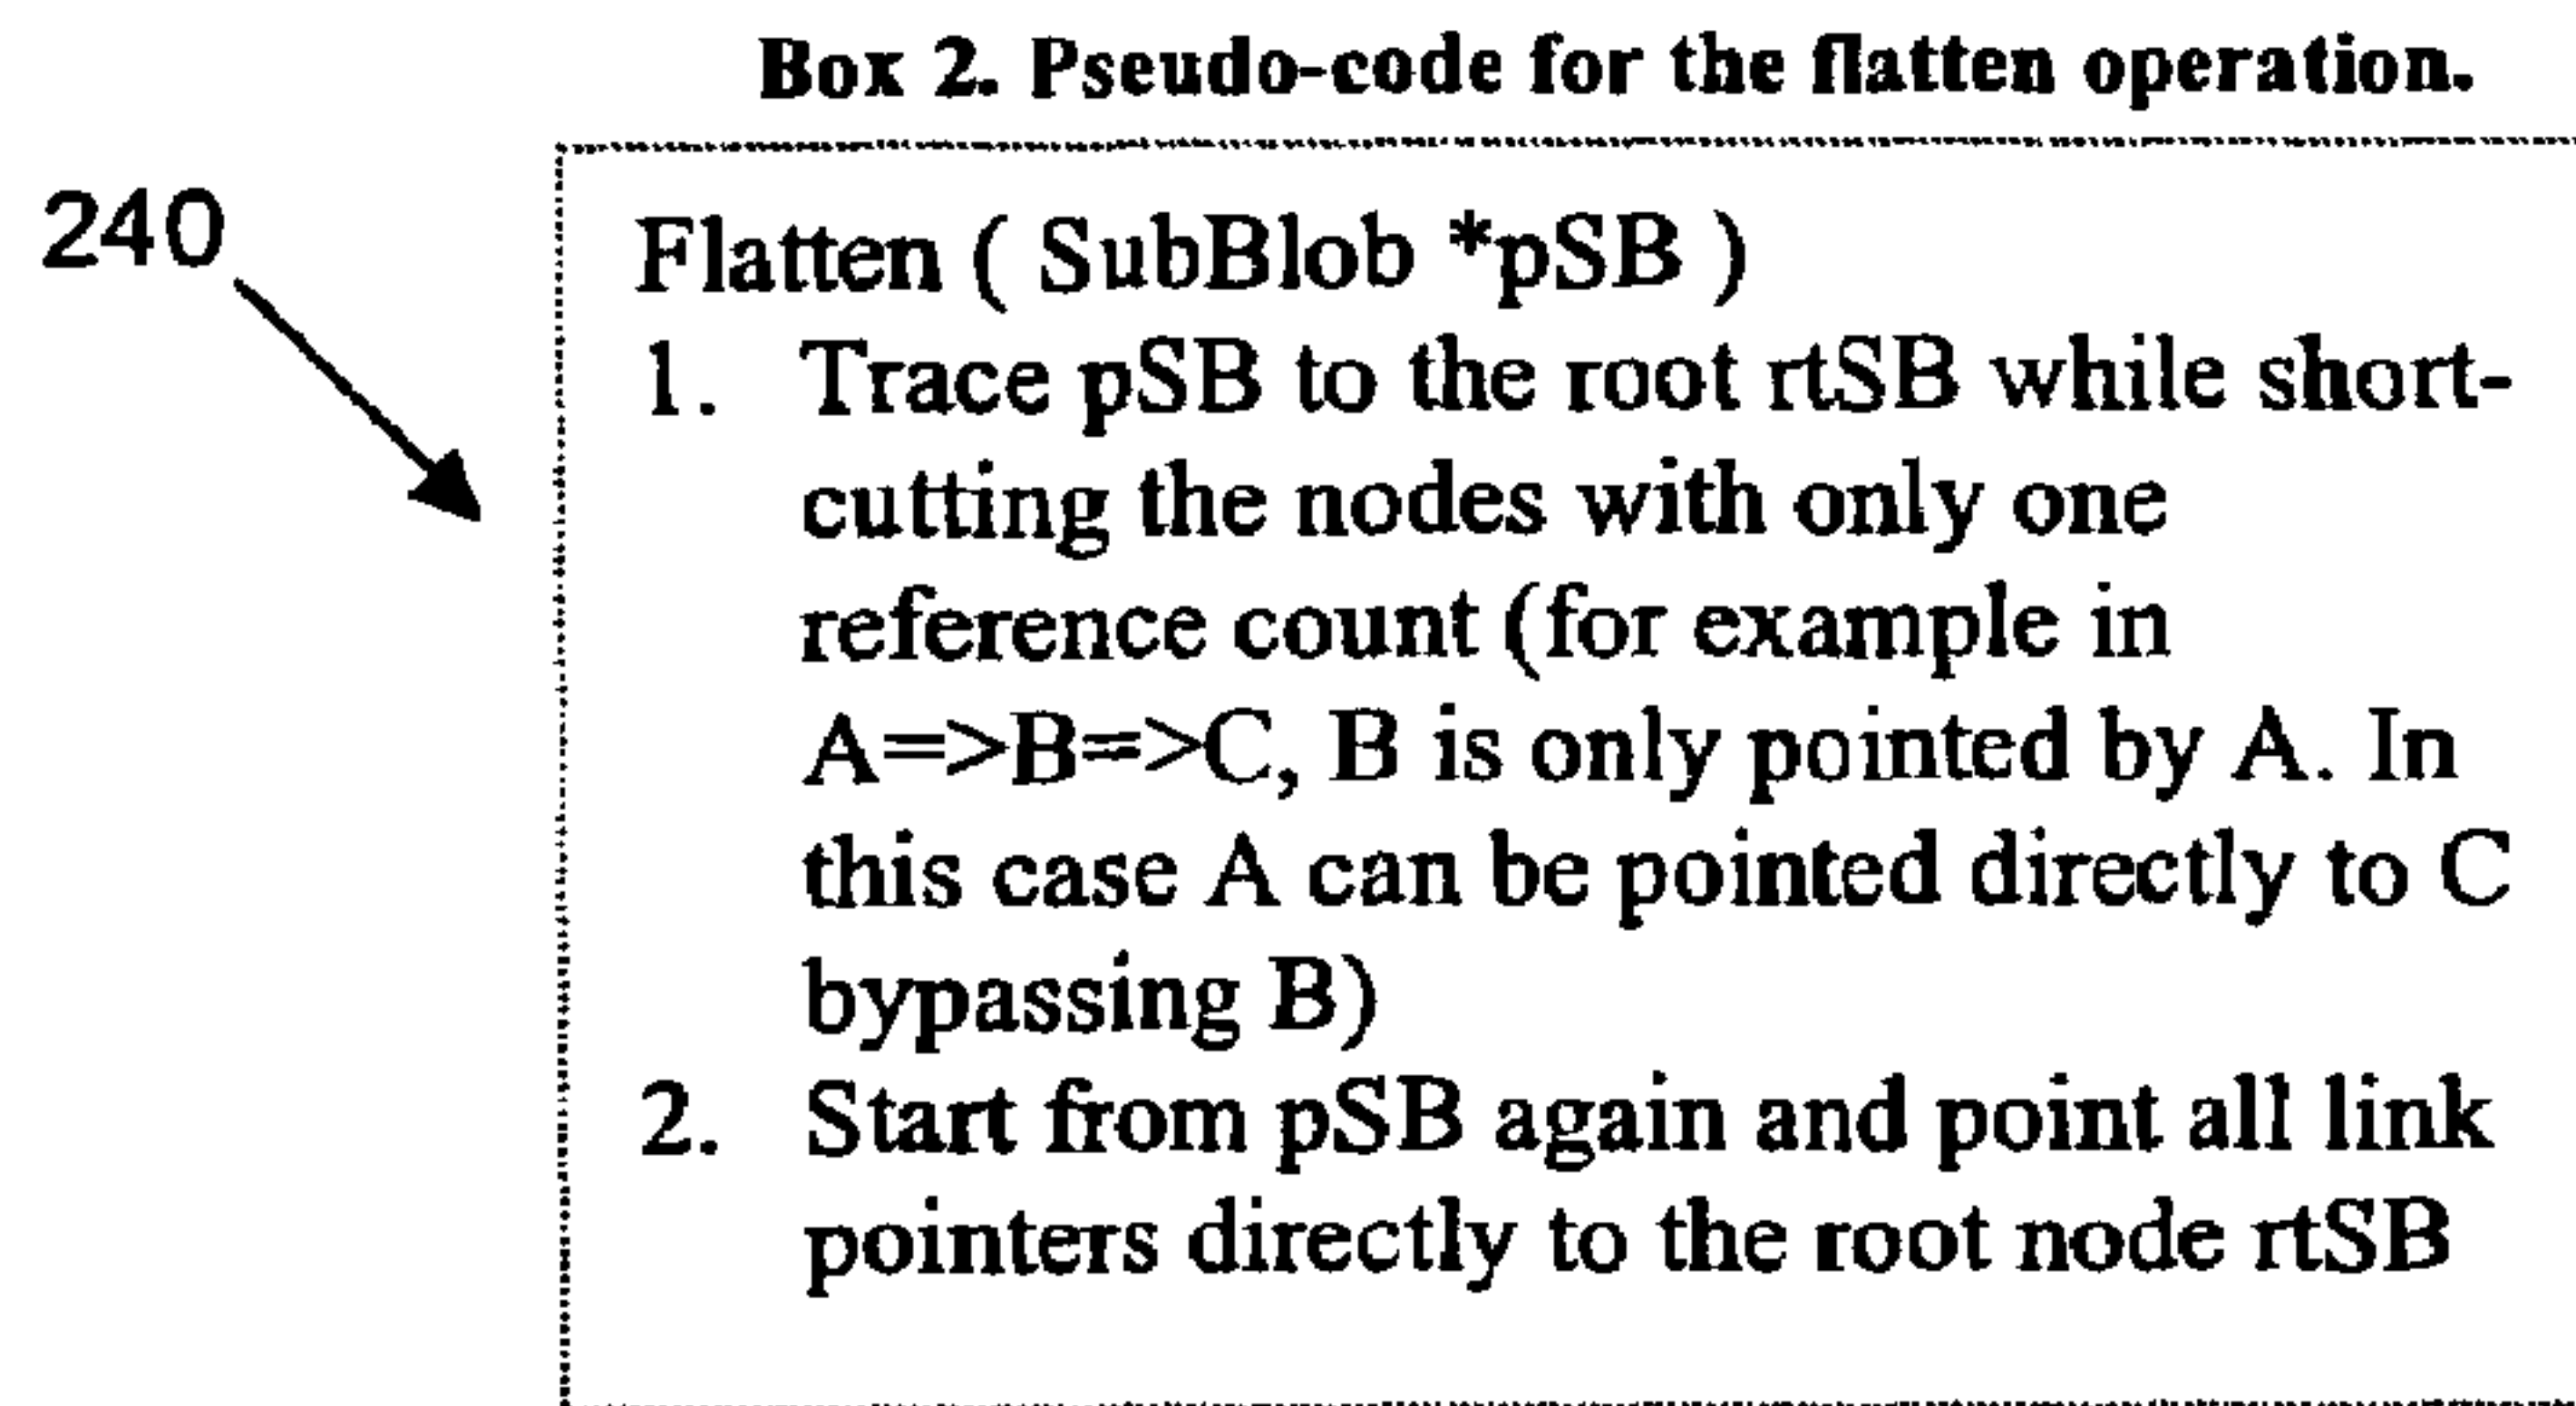 Box 2. Pseudo-code for the flatten operation.
240
Flatten ( SubBlob *pSB )
1. Trace pSB to the root rtSB while short-
cutting the nodes with only one
reference count (for example in
A=>B=>C, B is only pointed by A. In
this case A can be pointed directly to C
bypassing B)
2. Start from pSB again and point all link
pointers directly to the root node rtSB